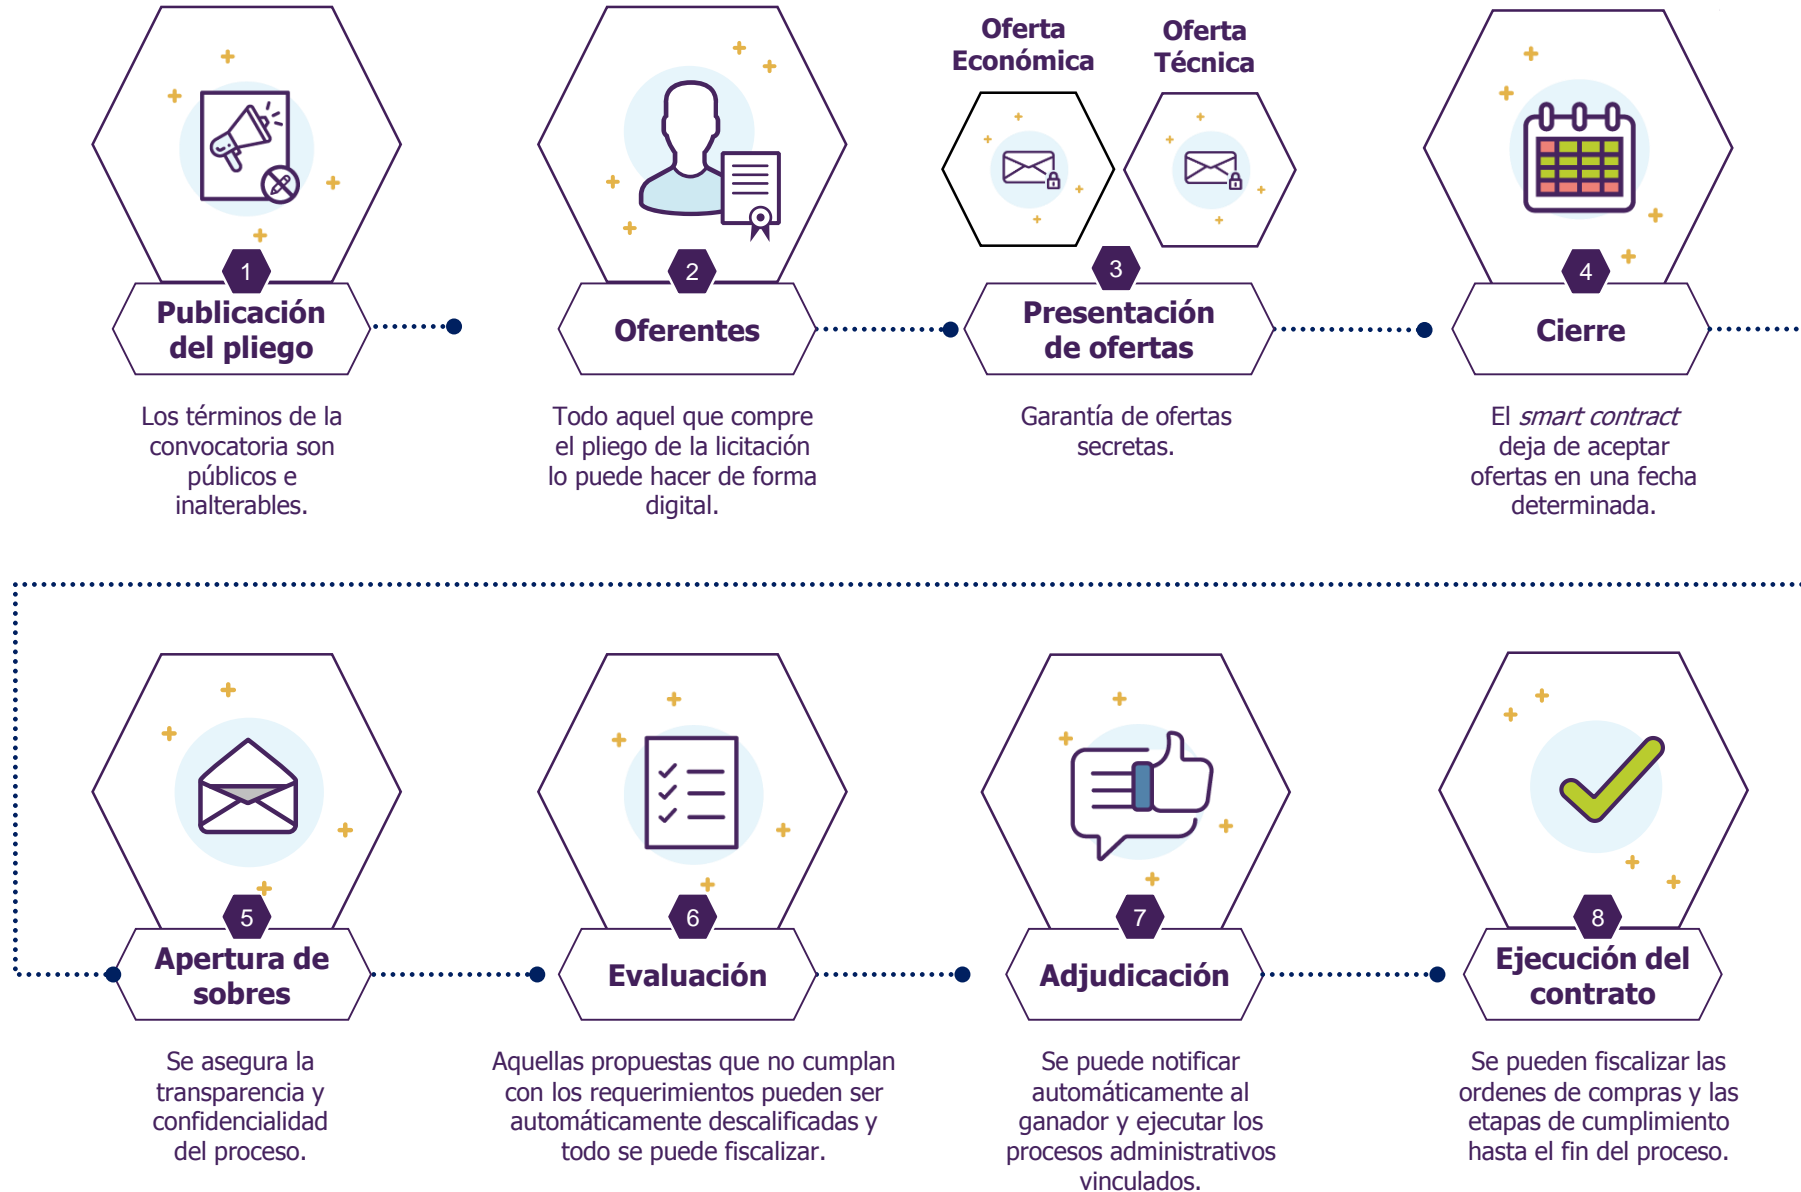 1
Publicación
del pliego
Los términos de la
convocatoria son
públicos e
inalterables.
2
Oferentes
Todo aquel que compre
el pliego de la licitación
lo puede hacer de forma
digital.
Oferta
Económica
Oferta
Técnica
3
Presentación
de ofertas
Garantía de ofertas
secretas.
4
Cierre
El smart contract
deja de aceptar
ofertas en una fecha
determinada.
5
Apertura de
sobres
Se asegura la
transparencia y
confidencialidad
del proceso.
6
Evaluación
Aquellas propuestas que no cumplan
con los requerimientos pueden ser
automáticamente descalificadas y
todo se puede fiscalizar.
7
Adjudicación
Se puede notificar
automáticamente al
ganador y ejecutar los
procesos administrativos
vinculados.
8
Ejecución del
contrato
Se pueden fiscalizar las
ordenes de compras y las
etapas de cumplimiento
hasta el fin del proceso.